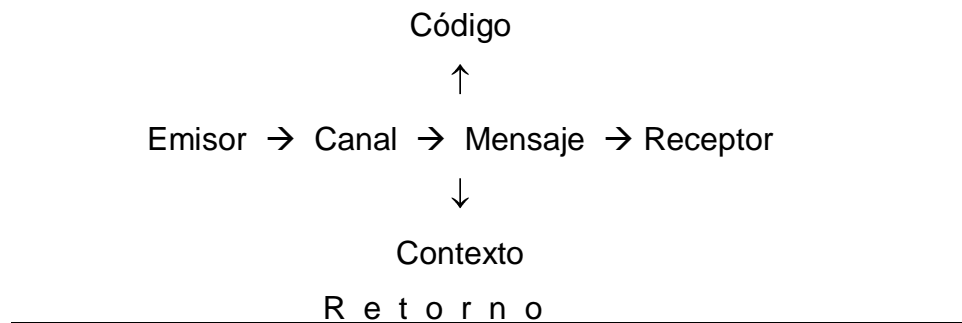 Código
↑
Emisor → Canal → Mensaje → Receptor
↓
Contexto
R e t o r n o